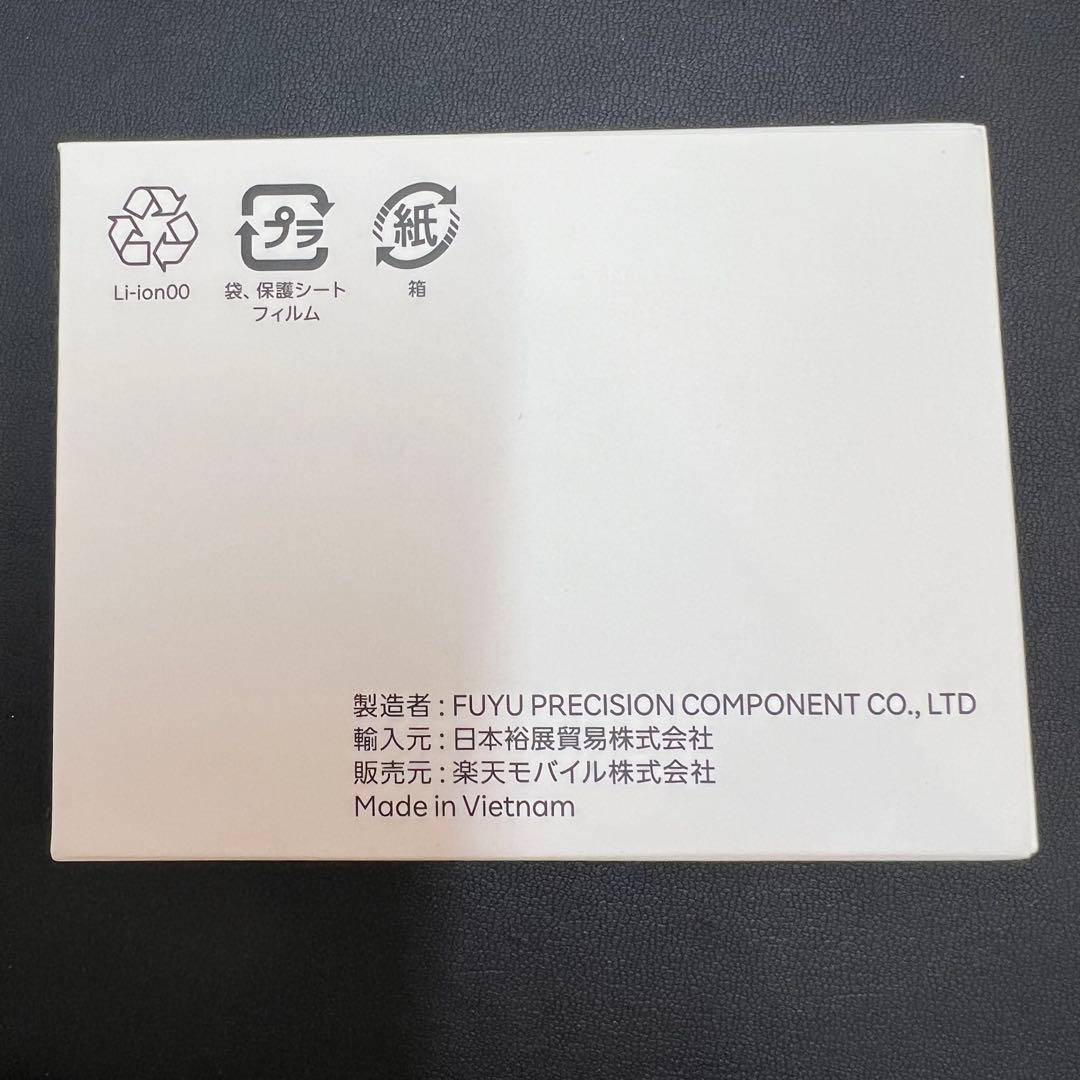 プラ
紙
Li-ion00
袋、保護シート
フィルム
箱
製造者 : FUYU PRECISION COMPONENT CO., LTD
輸入元 : 日本裕展貿易株式会社
販売元 : 楽天モバイル株式会社
Made in Vietnam